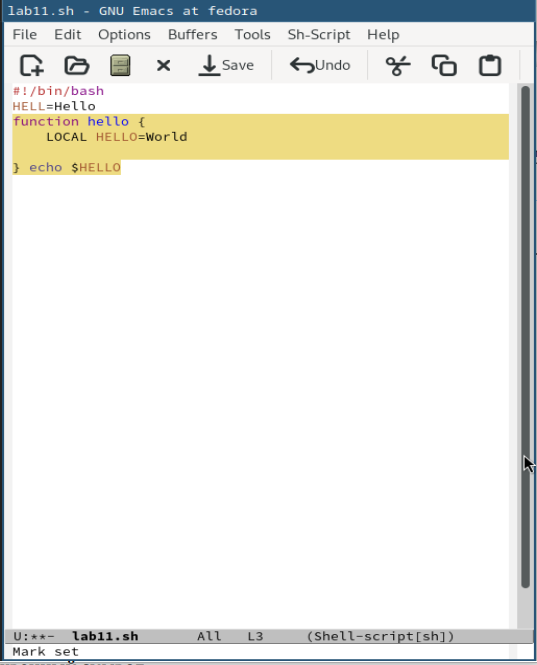 lab11.sh - GNU Emacs at fedora
File Edit Options Buffers Tools Sh-Script Help
Save Undo
#!/bin/bash
HELL=Hello
function hello {
    LOCAL HELLO=World

} echo $HELLO
U:**-  lab11.sh       All   L3     (Shell-script[sh])
Mark set